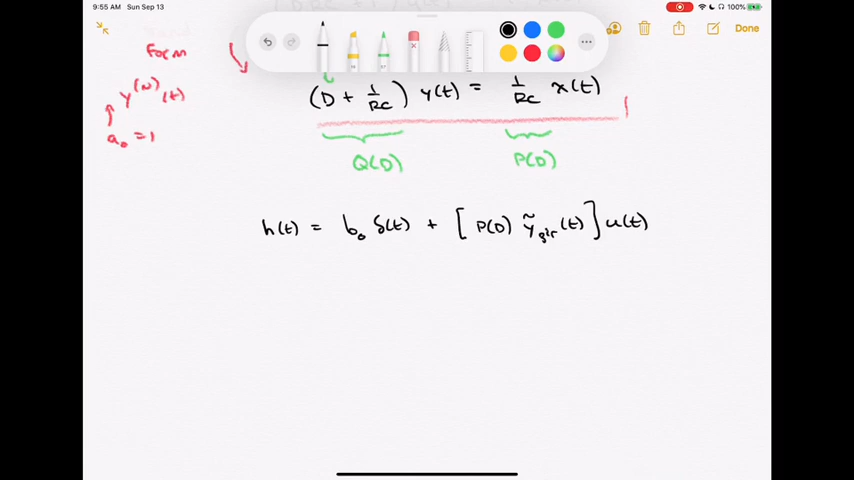 9:55 AM Sun Sep 13
100%
Done
Form
y^(N)(t)
a₀ = 1
(D + 1/RC) y(t) = 1/RC x(t)
Q(D) P(D)
h(t) = b₀ δ(t) + [P(D) ỹ_zir(t)] u(t)